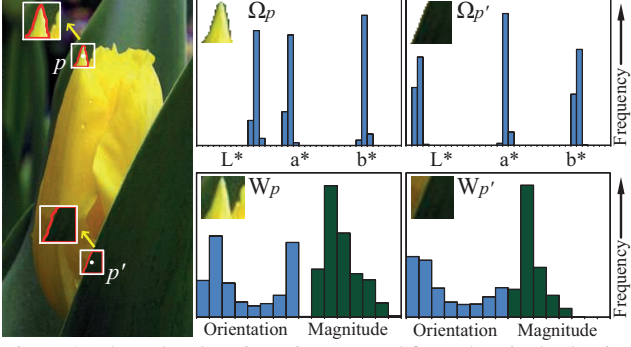 p
p'
Ωp
Ωp'
L* a* b*
L* a* b*
Frequency
Wp
Wp'
Orientation Magnitude
Orientation Magnitude
Frequency